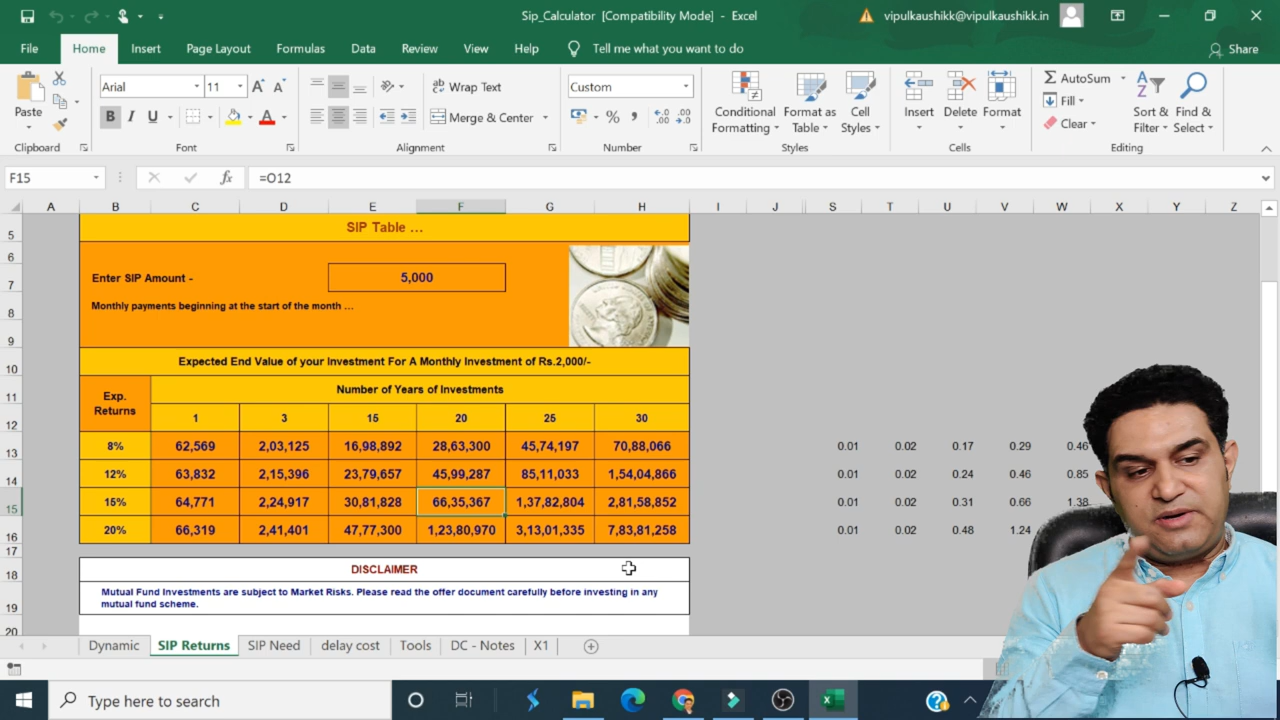 Sip_Calculator [Compatibility Mode] - Excel
vipulkaushikk@vipulkaushikk.in
File Home Insert Page Layout Formulas Data Review View Help Tell me what you want to do Share
Arial 11 Wrap Text Custom AutoSum
Paste Conditional Formatting Format as Table Cell Styles Insert Delete Format Fill Sort & Filter Find & Select
B I U A Merge & Center % Clear
Clipboard Font Alignment Number Styles Cells Editing
F15 fx =O12
A B C D E F G H I J S T U V W X Y Z
5 SIP Table ...
6
7 Enter SIP Amount - 5,000
8 Monthly payments beginning at the start of the month ...
9
10 Expected End Value of your Investment For A Monthly Investment of Rs.2,000/-
11 Exp. Returns Number of Years of Investments
12 1 3 15 20 25 30
13 8% 62,569 2,03,125 16,98,892 28,63,300 45,74,197 70,88,066 0.01 0.02 0.17 0.29 0.46
14 12% 63,832 2,15,396 23,79,657 45,99,287 85,11,033 1,54,04,866 0.01 0.02 0.24 0.46 0.85
15 15% 64,771 2,24,917 30,81,828 66,35,367 1,37,82,804 2,81,58,852 0.01 0.02 0.31 0.66 1.38
16 20% 66,319 2,41,401 47,77,300 1,23,80,970 3,13,01,335 7,83,81,258 0.01 0.02 0.48 1.24
17
18 DISCLAIMER
19 Mutual Fund Investments are subject to Market Risks. Please read the offer document carefully before investing in any
mutual fund scheme.
20
Dynamic SIP Returns SIP Need delay cost Tools DC - Notes X1
Type here to search